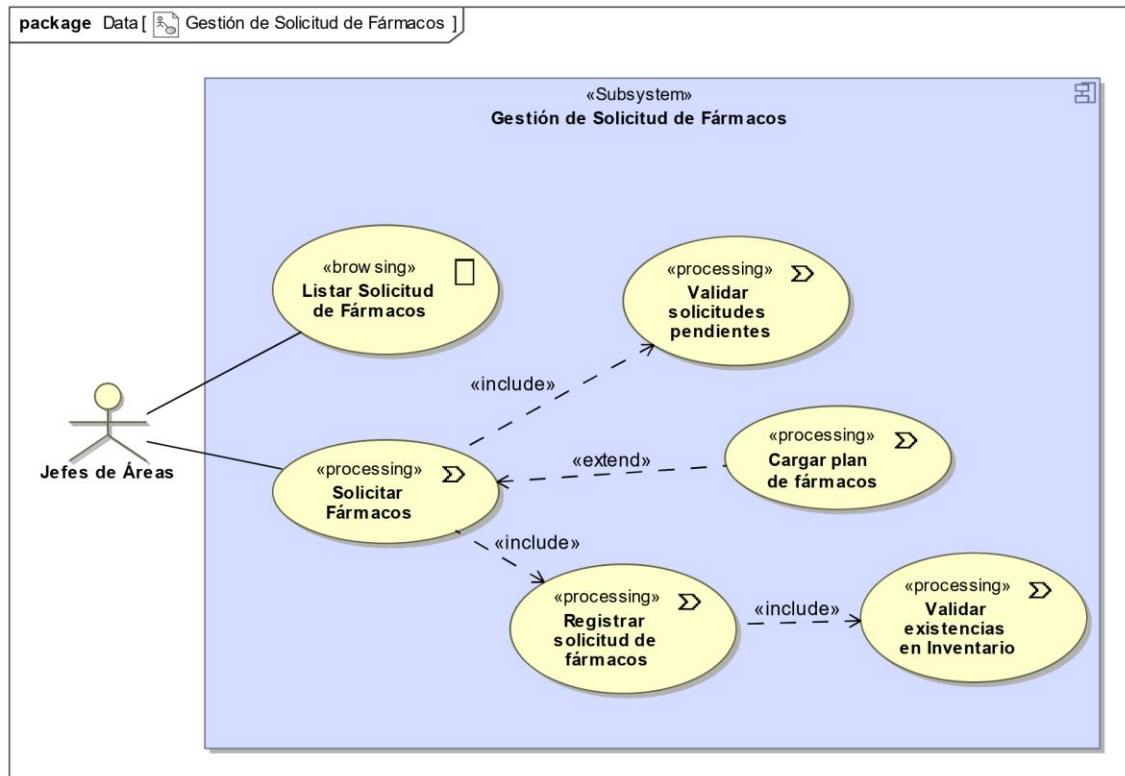 package Data [ Gestión de Solicitud de Fármacos ]
«Subsystem»
Gestión de Solicitud de Fármacos
«brow sing»
Listar Solicitud
de Fármacos
«processing»
Validar
solicitudes
pendientes
«include»
Jefes de Áreas
«processing»
Solicitar
Fármacos
«extend»
«processing»
Cargar plan
de fármacos
«include»
«processing»
Registrar
solicitud de
fármacos
«include»
«processing»
Validar
existencias
en Inventario